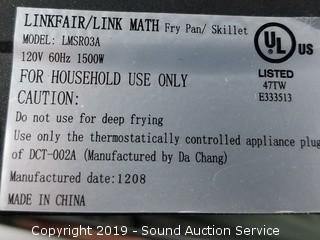 LINKFAIR/LINK MATH Fry Pan/ Skillet
MODEL: LMSR03A
120V 60Hz 1500W
FOR HOUSEHOLD USE ONLY
CAUTION:
Do not use for deep frying
Use only the thermostatically controlled appliance plug
of DCT-002A (Manufactured by Da Chang)
Manufactured date:1208
MADE IN CHINA
UL
®
LISTED
47TW
E333513
Copyright 2019 - Sound Auction Service